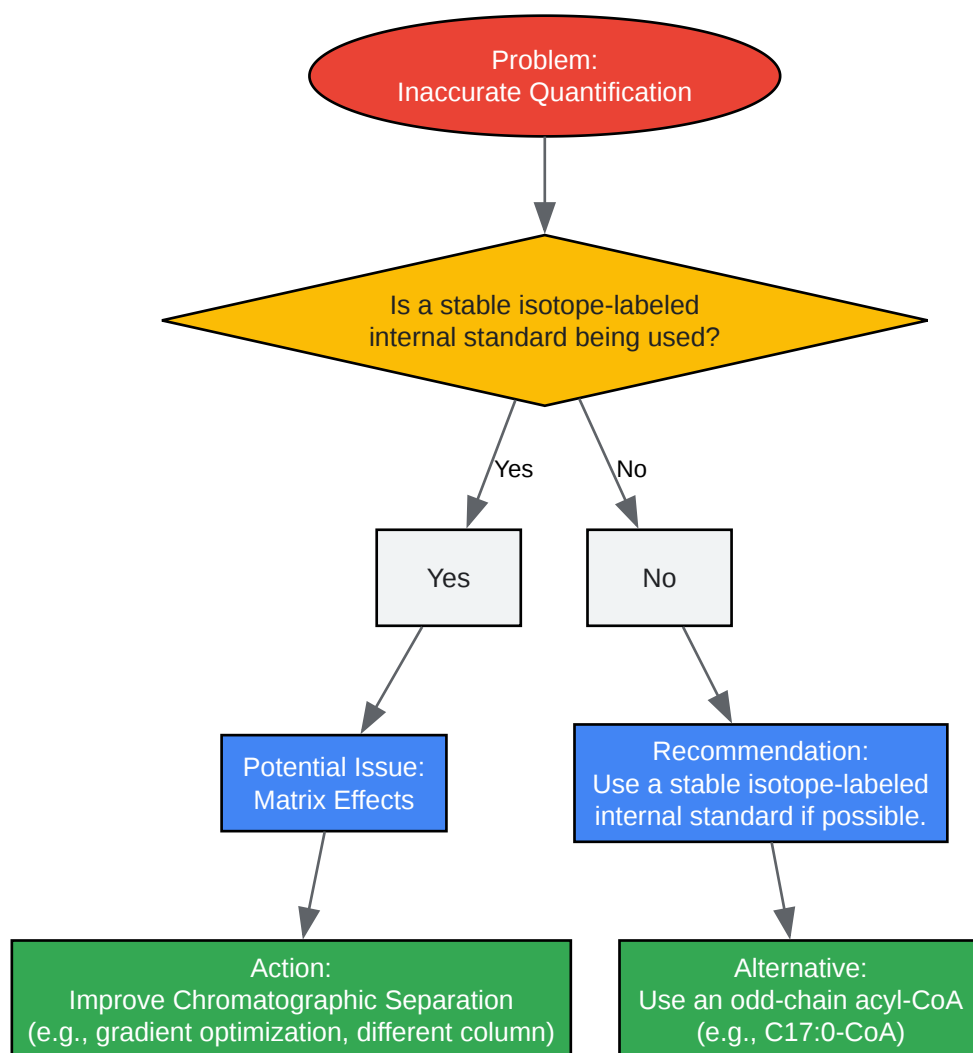 Problem:
Inaccurate Quantification
Is a stable isotope-labeled
internal standard being used?
Yes
No
Yes
No
Potential Issue:
Matrix Effects
Recommendation:
Use a stable isotope-labeled
internal standard if possible.
Action:
Improve Chromatographic Separation
(e.g., gradient optimization, different column)
Alternative:
Use an odd-chain acyl-CoA
(e.g., C17:0-CoA)